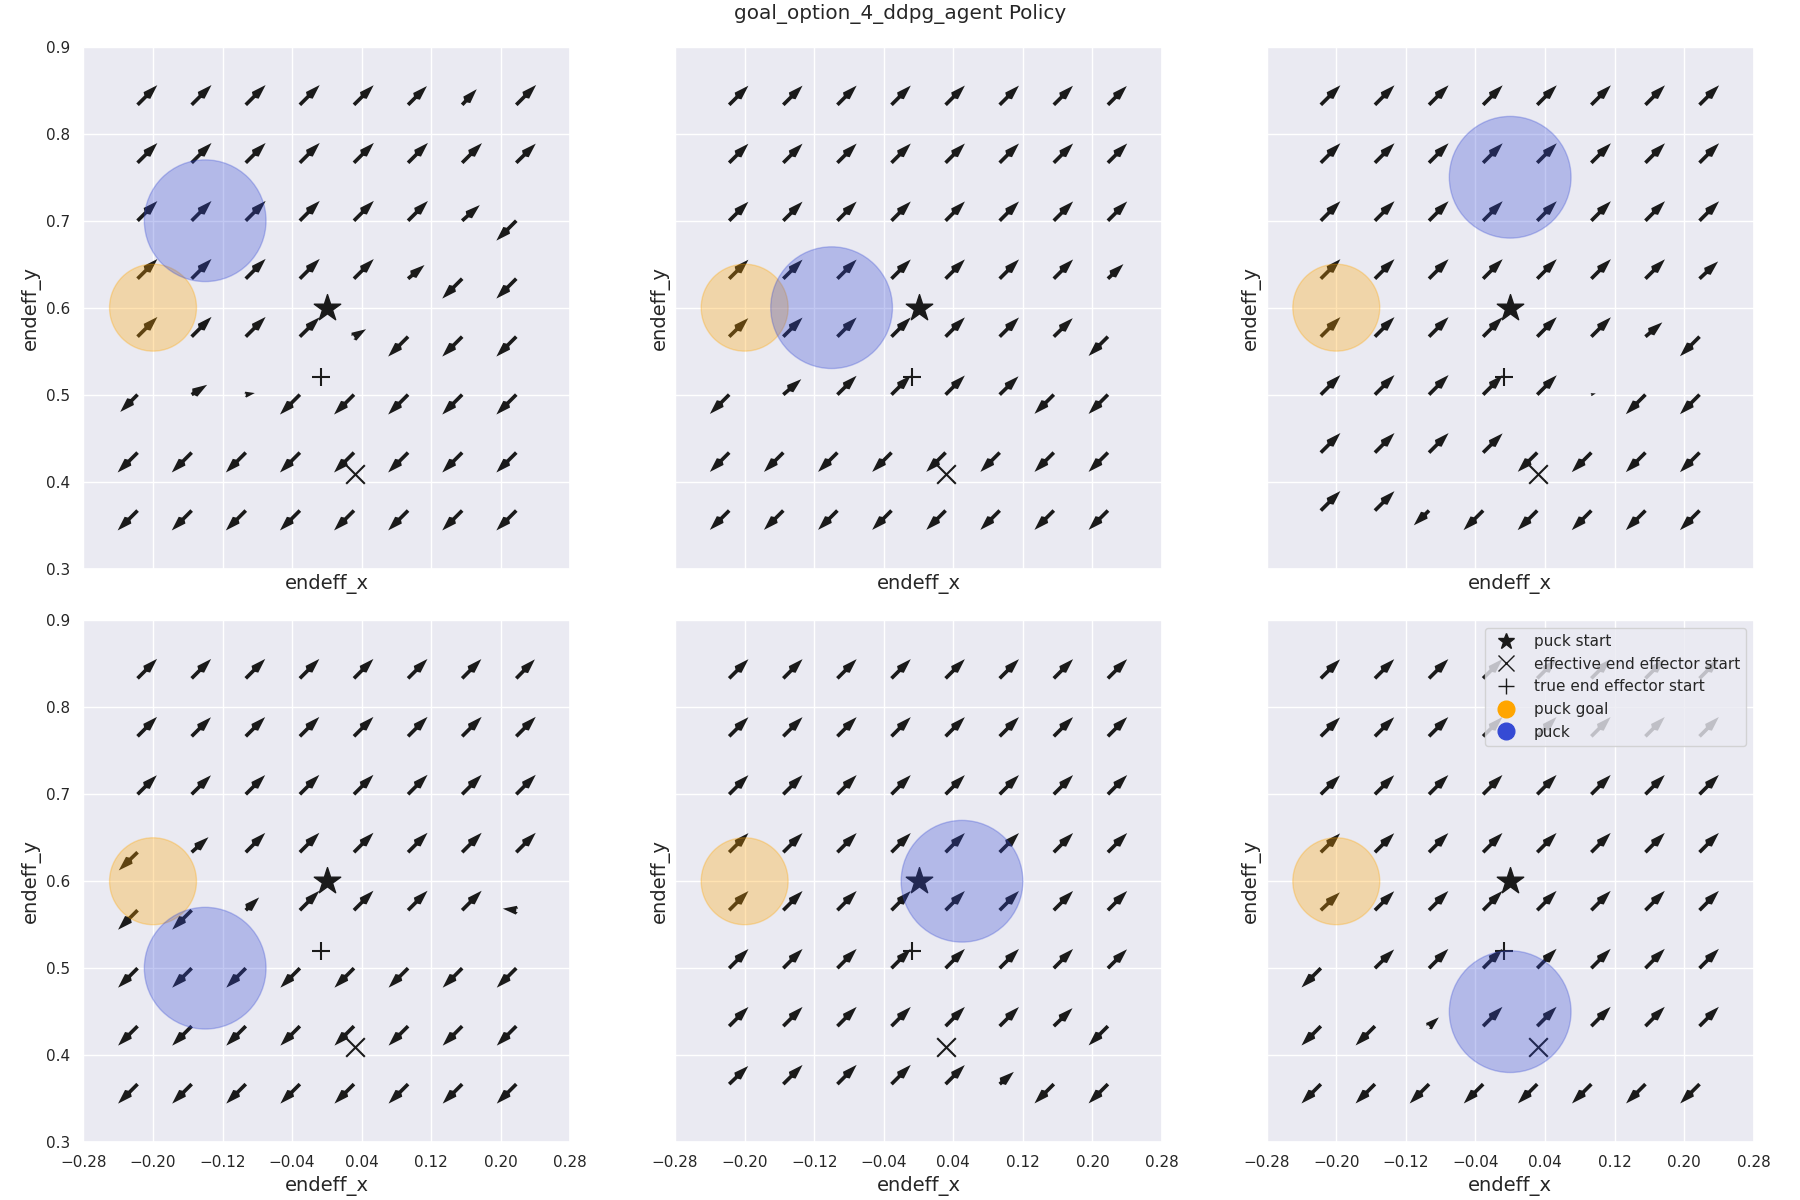 goal_option_4_ddpg_agent Policy
0.9
0.8
0.7
0.6
0.5
0.4
0.3
endeff_y
endeff_y
endeff_y
endeff_x
endeff_x
endeff_x
0.9
0.8
0.7
0.6
0.5
0.4
0.3
endeff_y
endeff_y
endeff_y
puck start
effective end effector start
true end effector start
puck goal
puck
−0.28 −0.20 −0.12 −0.04 0.04 0.12 0.20 0.28
−0.28 −0.20 −0.12 −0.04 0.04 0.12 0.20 0.28
−0.28 −0.20 −0.12 −0.04 0.04 0.12 0.20 0.28
endeff_x
endeff_x
endeff_x